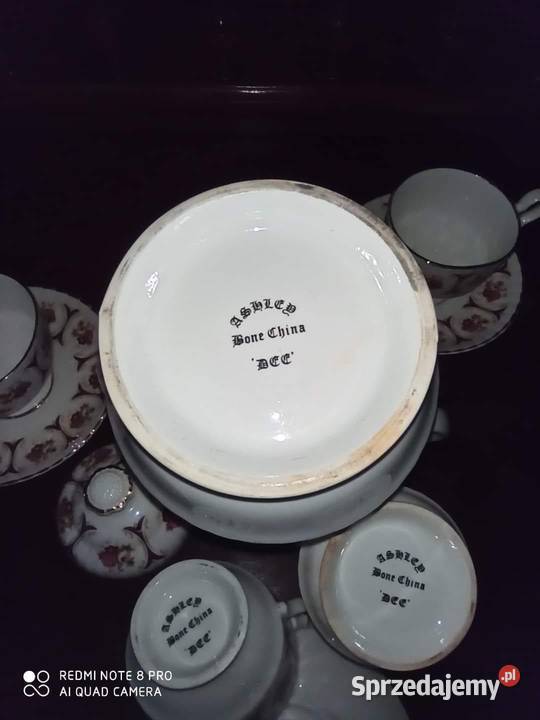 ASHLEY
Bone China
'DEE'
ASHLEY
Bone China
'DEE'
ASHLEY
Bone China
'DEE'
REDMI NOTE 8 PRO
AI QUAD CAMERA
Sprzedajemy.pl